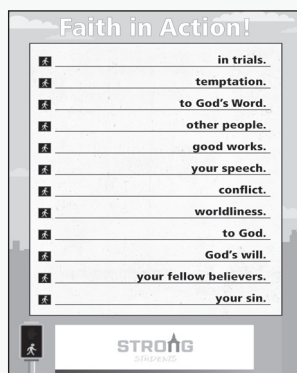 Faith in Action!
in trials.
temptation.
to God's Word.
other people.
good works.
your speech.
conflict.
worldliness.
to God.
God's will.
your fellow believers.
your sin.
STRONG
STUDENTS